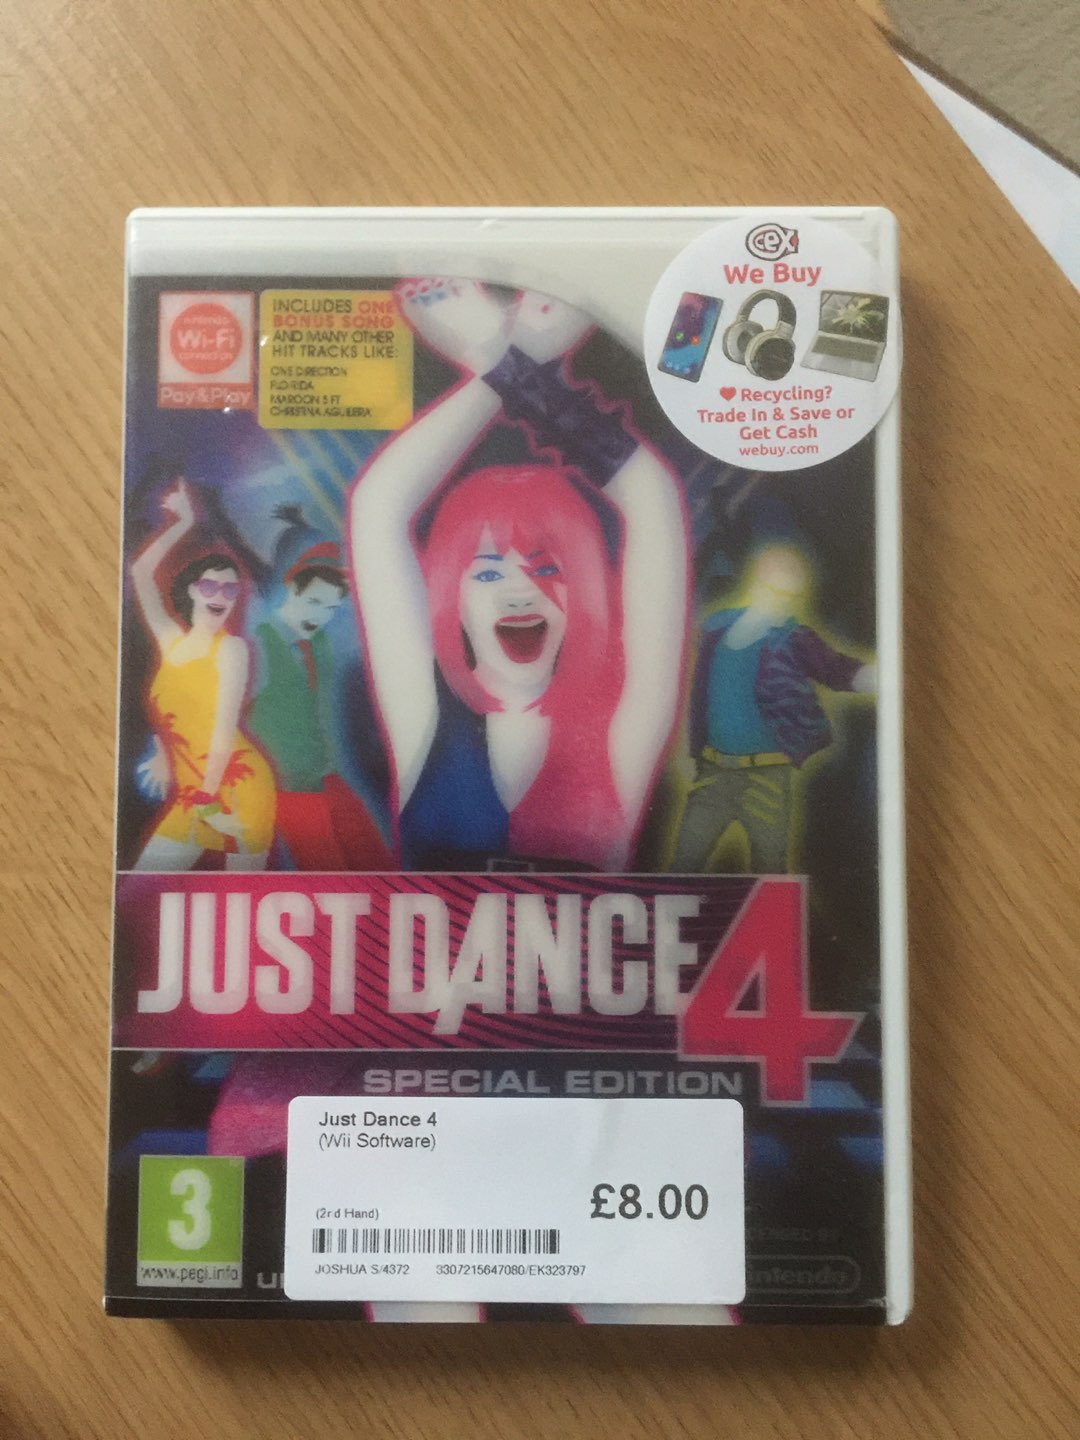 cex
We Buy
Recycling?
Trade In & Save or
Get Cash
webuy.com
Nintendo
Wi-Fi
connection
Pay & Play
INCLUDES ONE
BONUS SONG
AND MANY OTHER
HIT TRACKS LIKE:
ONE DIRECTION
FLO RIDA
MAROON 5 FT
CHRISTINA AGUILERA
JUST DANCE 4
SPECIAL EDITION
Just Dance 4
(Wii Software)
£8.00
(2nd Hand)
JOSHUA S/4372 3307215647080/EK323797
3
www.pegi.info